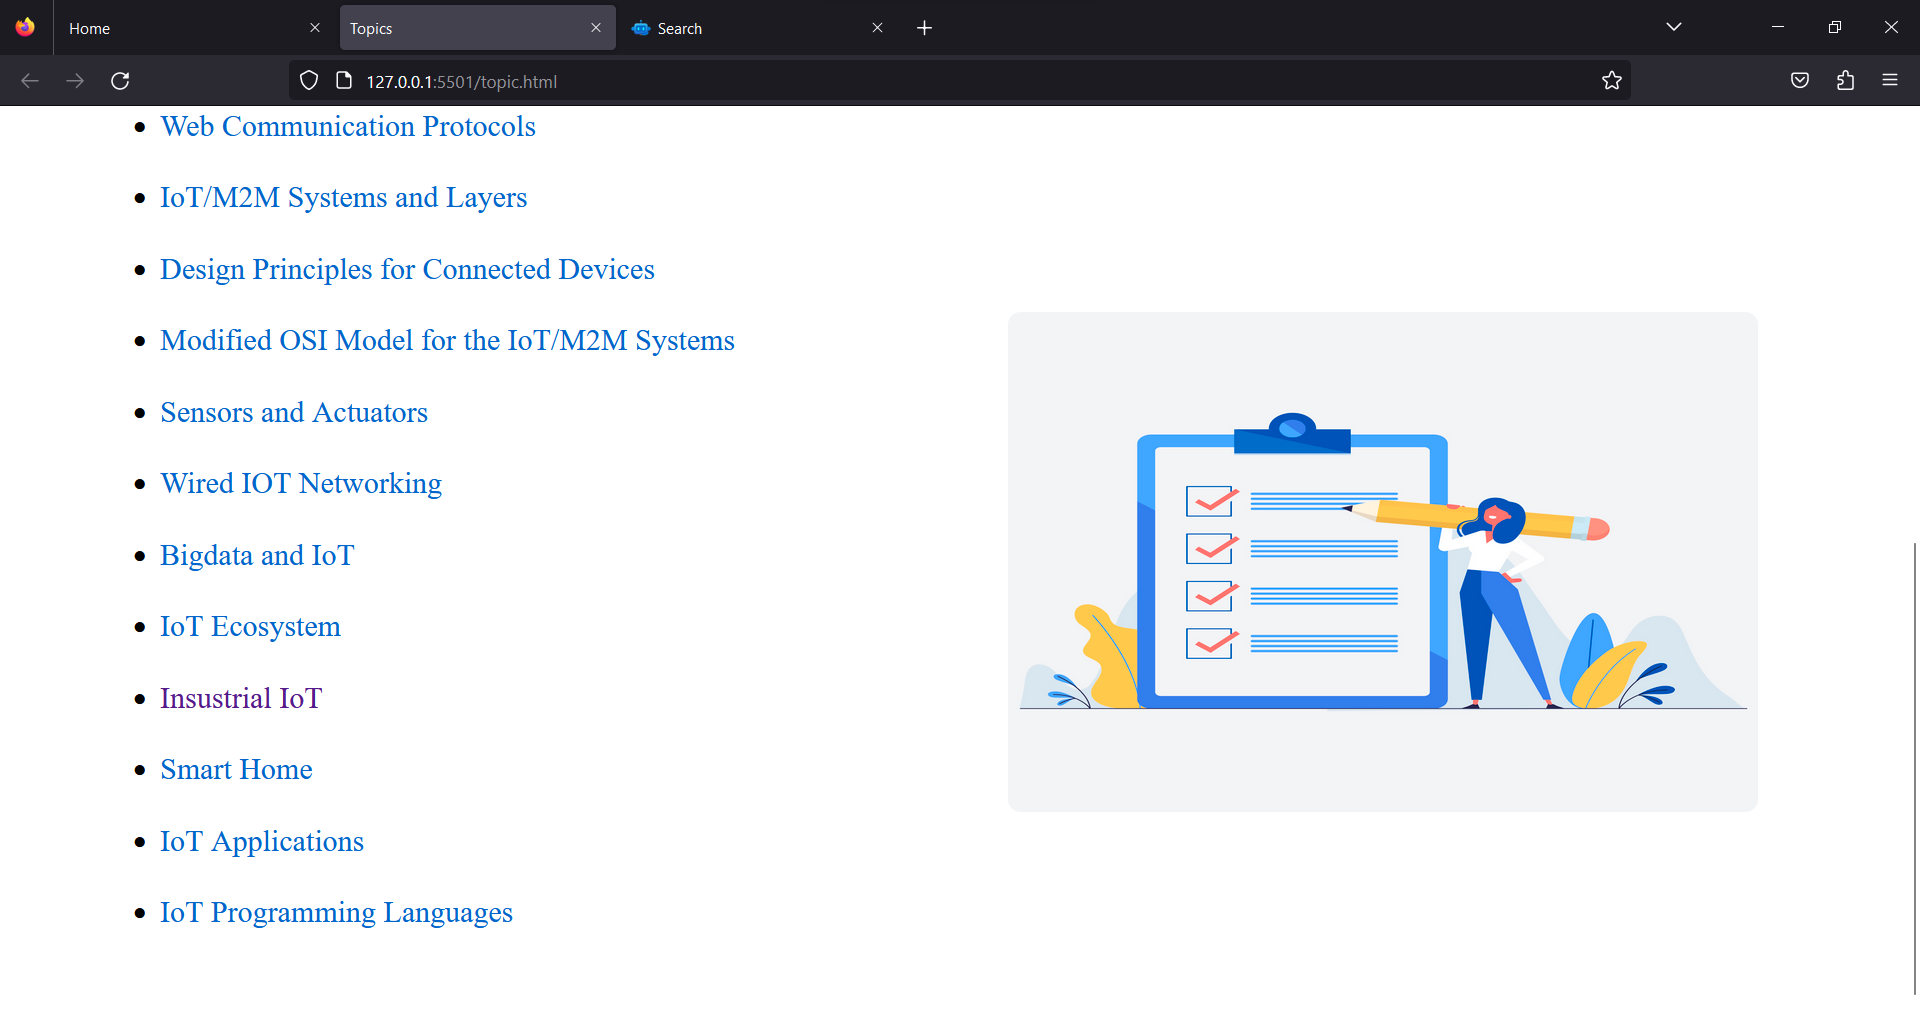 Home
Topics
Search
127.0.0.1:5501/topic.html
Web Communication Protocols
IoT/M2M Systems and Layers
Design Principles for Connected Devices
Modified OSI Model for the IoT/M2M Systems
Sensors and Actuators
Wired IOT Networking
Bigdata and IoT
IoT Ecosystem
Insustrial IoT
Smart Home
IoT Applications
IoT Programming Languages